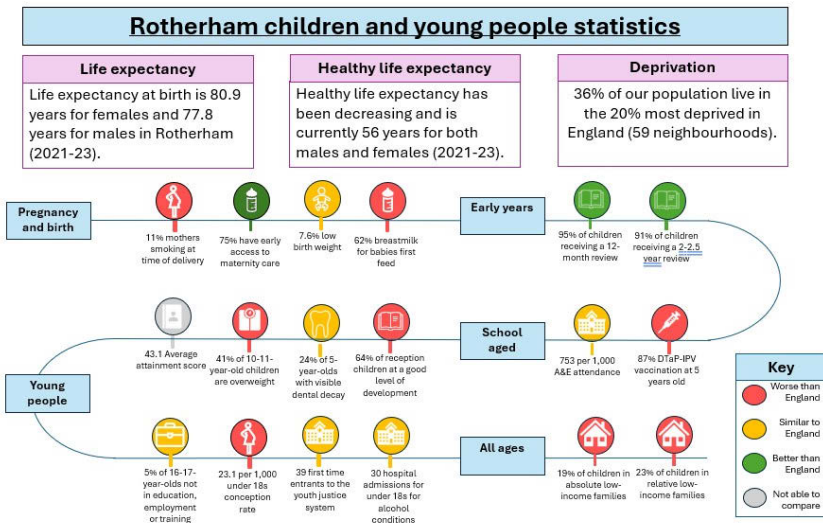 Rotherham children and young people statistics
Life expectancy
Life expectancy at birth is 80.9
years for females and 77.8
years for males in Rotherham
(2021-23).
Healthy life expectancy
Healthy life expectancy has
been decreasing and is
currently 56 years for both
males and females (2021-23).
Deprivation
36% of our population live in
the 20% most deprived in
England (59 neighbourhoods).
Pregnancy
and birth
11% mothers
smoking at
time of delivery
75% have early
access to
maternity care
7.6% low
birth weight
62% breastmilk
for babies first
feed
Early years
95% of children
receiving a 12-
month review
91% of children
receiving a 2-2.5
year review
43.1 Average
attainment score
41% of 10-11-
year-old children
are overweight
24% of 5-
year-olds
with visible
dental decay
64% of reception
children at a good
level of
development
School
aged
753 per 1,000
A&E attendance
87% DTaP-IPV
vaccination at 5
years old
Young
people
5% of 16-17-
year-olds not
in education,
employment
or training
23.1 per 1,000
under 18s
conception
rate
39 first time
entrants to the
youth justice
system
30 hospital
admissions for
under 18s for
alcohol
conditions
All ages
19% of children in
absolute low-
income families
23% of children in
relative low-
income families
Key
Worse than
England
Similar to
England
Better than
England
Not able to
compare